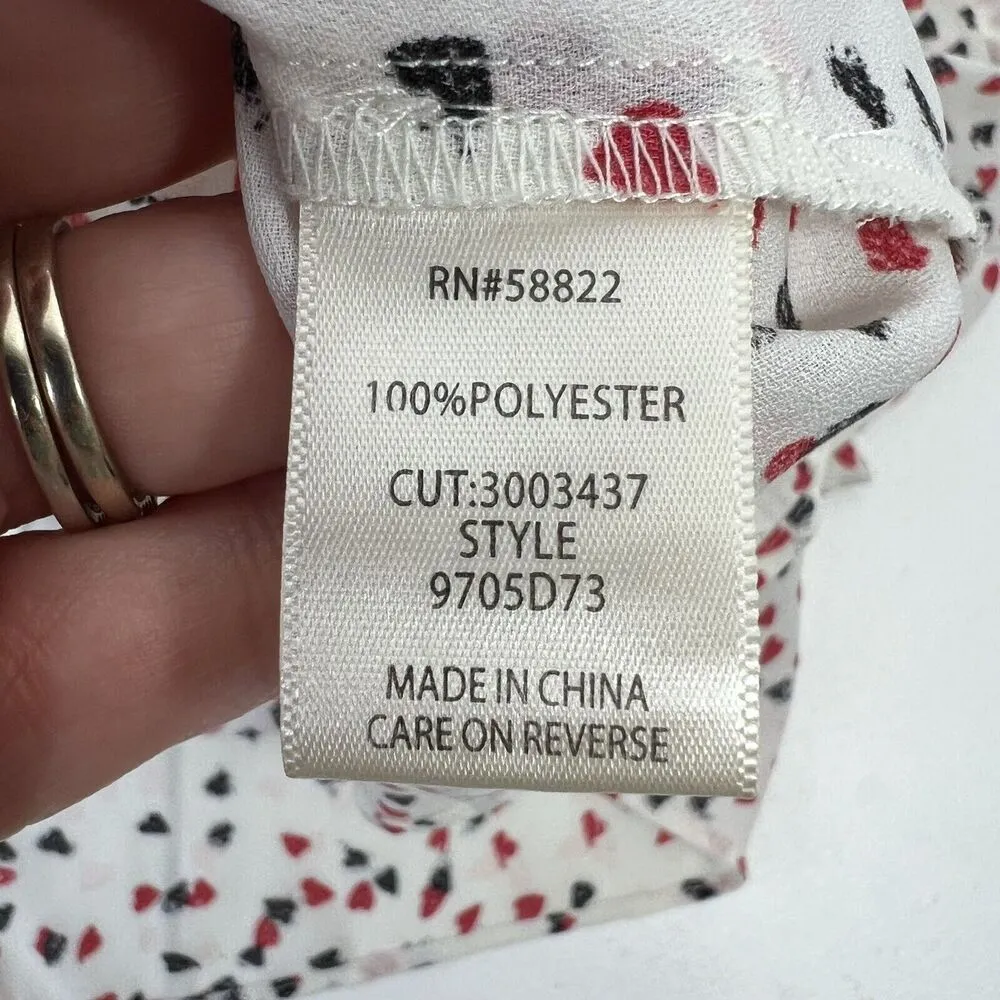 RN#58822
100%POLYESTER
CUT:3003437
STYLE
9705D73
MADE IN CHINA
CARE ON REVERSE